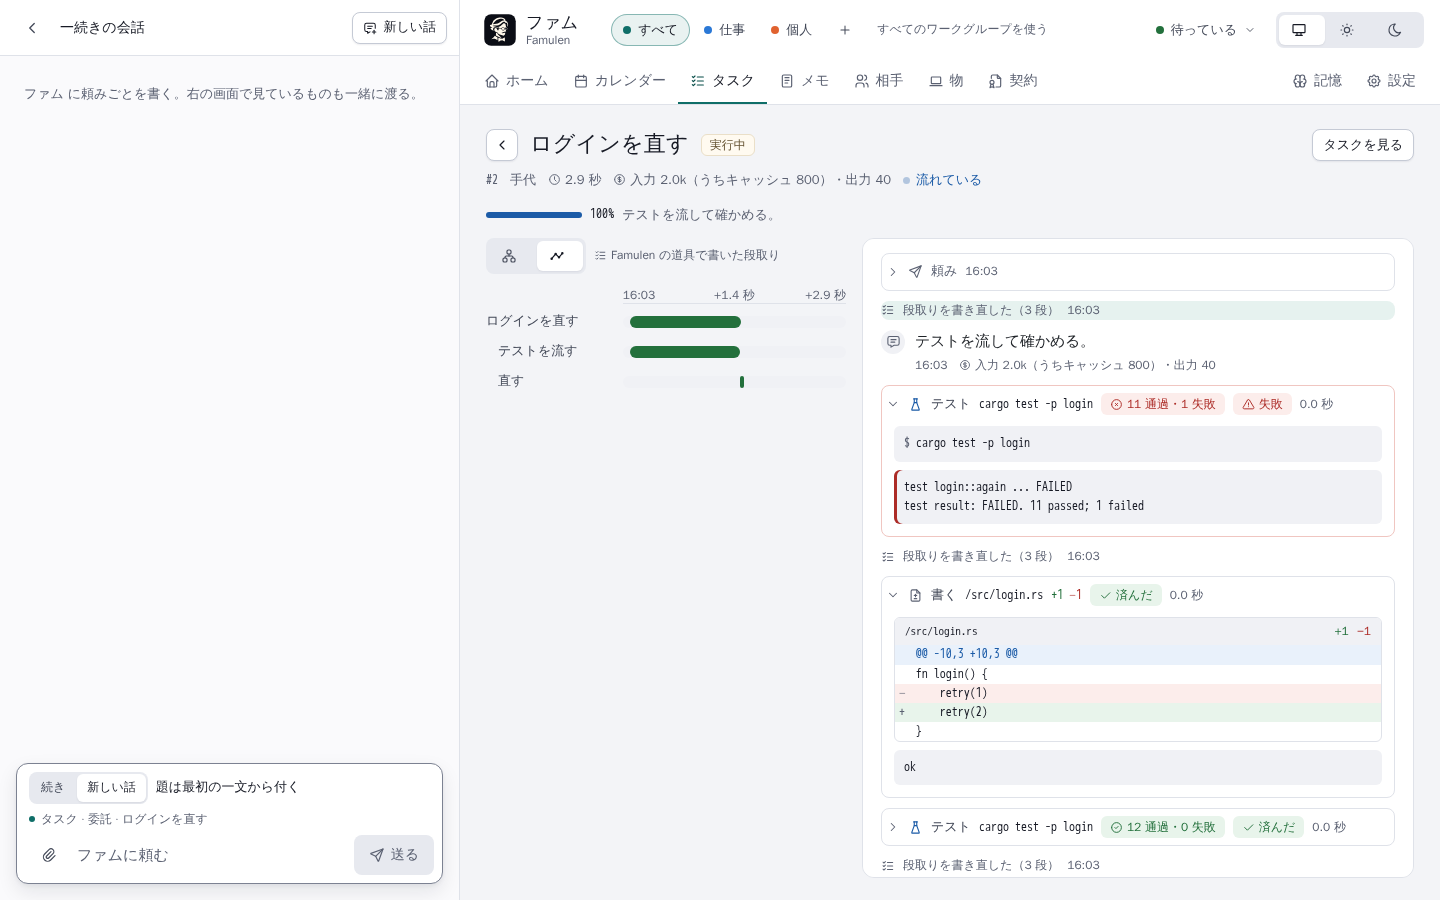 一続きの会話
新しい話
ファム に頼みごとを書く。右の画面で見ているものも一緒に渡る。
続き
新しい話
題は最初の一文から付く
タスク · 委託 · ログインを直す
ファムに頼む
送る
ファム
Famulen
すべて
仕事
個人
すべてのワークグループを使う
待っている
ホーム
カレンダー
タスク
メモ
相手
物
契約
記憶
設定
ログインを直す
実行中
タスクを見る
#2 手代 2.9 秒 入力 2.0k（うちキャッシュ 800）・出力 40 流れている
100% テストを流して確かめる。
Famulen の道具で書いた段取り
16:03 +1.4 秒 +2.9 秒
ログインを直す
テストを流す
直す
頼み 16:03
段取りを書き直した（3 段） 16:03
テストを流して確かめる。
16:03 入力 2.0k（うちキャッシュ 800）・出力 40
テスト cargo test -p login 11 通過・1 失敗 失敗 0.0 秒
$ cargo test -p login
test login::again ... FAILED
test result: FAILED. 11 passed; 1 failed
段取りを書き直した（3 段） 16:03
書く /src/login.rs +1 −1 済んだ 0.0 秒
/src/login.rs +1 −1
@@ -10,3 +10,3 @@
fn login() {
− retry(1)
+ retry(2)
}
ok
テスト cargo test -p login 12 通過・0 失敗 済んだ 0.0 秒
段取りを書き直した（3 段） 16:03